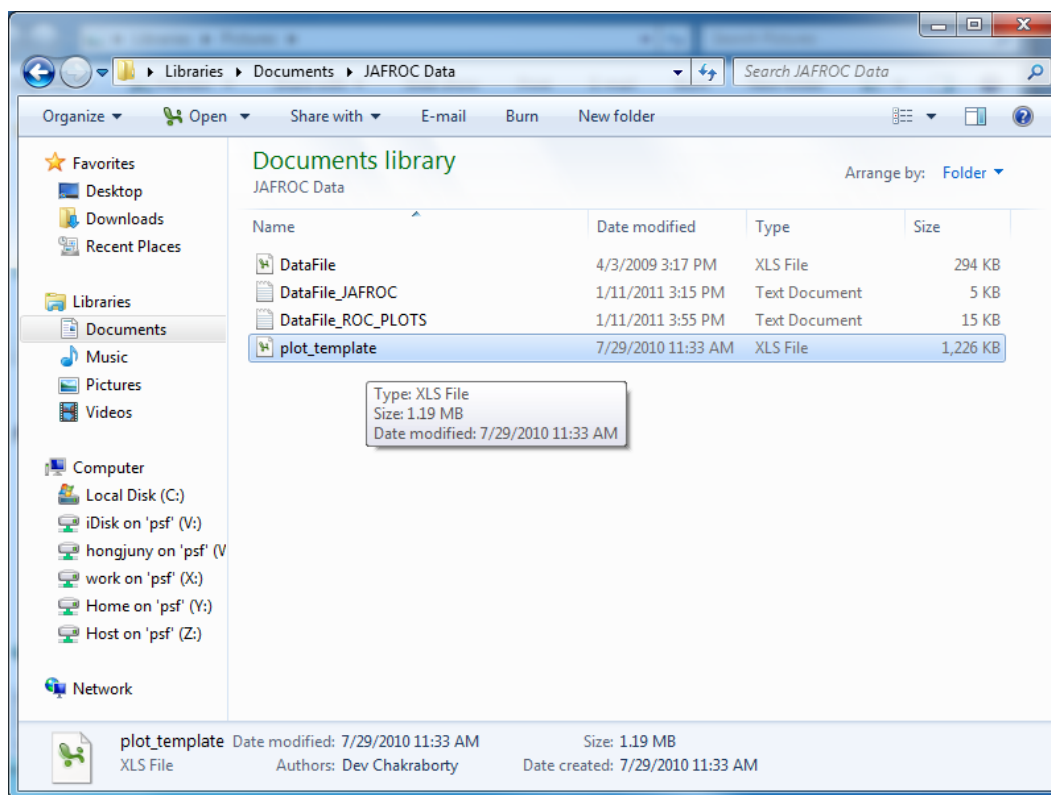 Libraries Documents JAFROC Data Search JAFROC Data
Organize Open Share with E-mail Burn New folder
Favorites
Desktop
Downloads
Recent Places
Libraries
Documents
Music
Pictures
Videos
Computer
Local Disk (C:)
iDisk on 'psf' (V:)
hongjuny on 'psf' (V
work on 'psf' (X:)
Home on 'psf' (Y:)
Host on 'psf' (Z:)
Network
Documents library
JAFROC Data
Arrange by: Folder
Name Date modified Type Size
DataFile 4/3/2009 3:17 PM XLS File 294 KB
DataFile_JAFROC 1/11/2011 3:15 PM Text Document 5 KB
DataFile_ROC_PLOTS 1/11/2011 3:55 PM Text Document 15 KB
plot_template 7/29/2010 11:33 AM XLS File 1,226 KB
Type: XLS File
Size: 1.19 MB
Date modified: 7/29/2010 11:33 AM
plot_template Date modified: 7/29/2010 11:33 AM Size: 1.19 MB
XLS File Authors: Dev Chakraborty Date created: 7/29/2010 11:33 AM